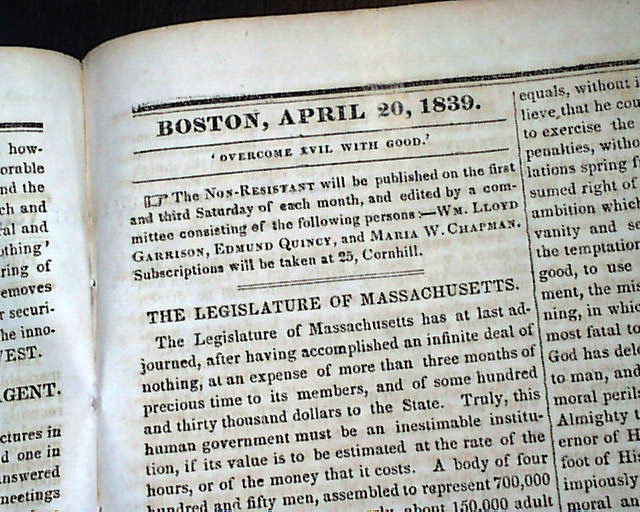 how-
orable
nd the
ch and
al and
othing'
ring of
emoves
r securi-
he inno-
VEST.
AGENT.
ctures in
d one in
answered
meetings
BOSTON, APRIL 20, 1839.
'OVERCOME EVIL WITH GOOD.'
☞ The NON-RESISTANT will be published on the first
and third Saturday of each month, and edited by a com-
mittee consisting of the following persons:—WM. LLOYD
GARRISON, EDMUND QUINCY, and MARIA W. CHAPMAN.
Subscriptions will be taken at 25, Cornhill.
THE LEGISLATURE OF MASSACHUSETTS.
The Legislature of Massachusetts has at last ad-
journed, after having accomplished an infinite deal of
nothing, at an expense of more than three months of
precious time to its members, and of some hundred
and thirty thousand dollars to the State. Truly, this
human government must be an inestimable institu-
tion, if its value is to be estimated at the rate of the
hours, or of the money that it costs. A body of four
hundred and fifty men, assembled to represent 700,000
about 150,000 adult
equals, without
lieve, that he
to exercise the
penalties, witho
lations spring f
sumed right of
ambition which
vanity and se
the temptation
good, to use
ment, the mis
ning, in whic
most fatal to
God has dele
to man, and
moral peril
Almighty
ernor of H
foot of His
impiously
moral an